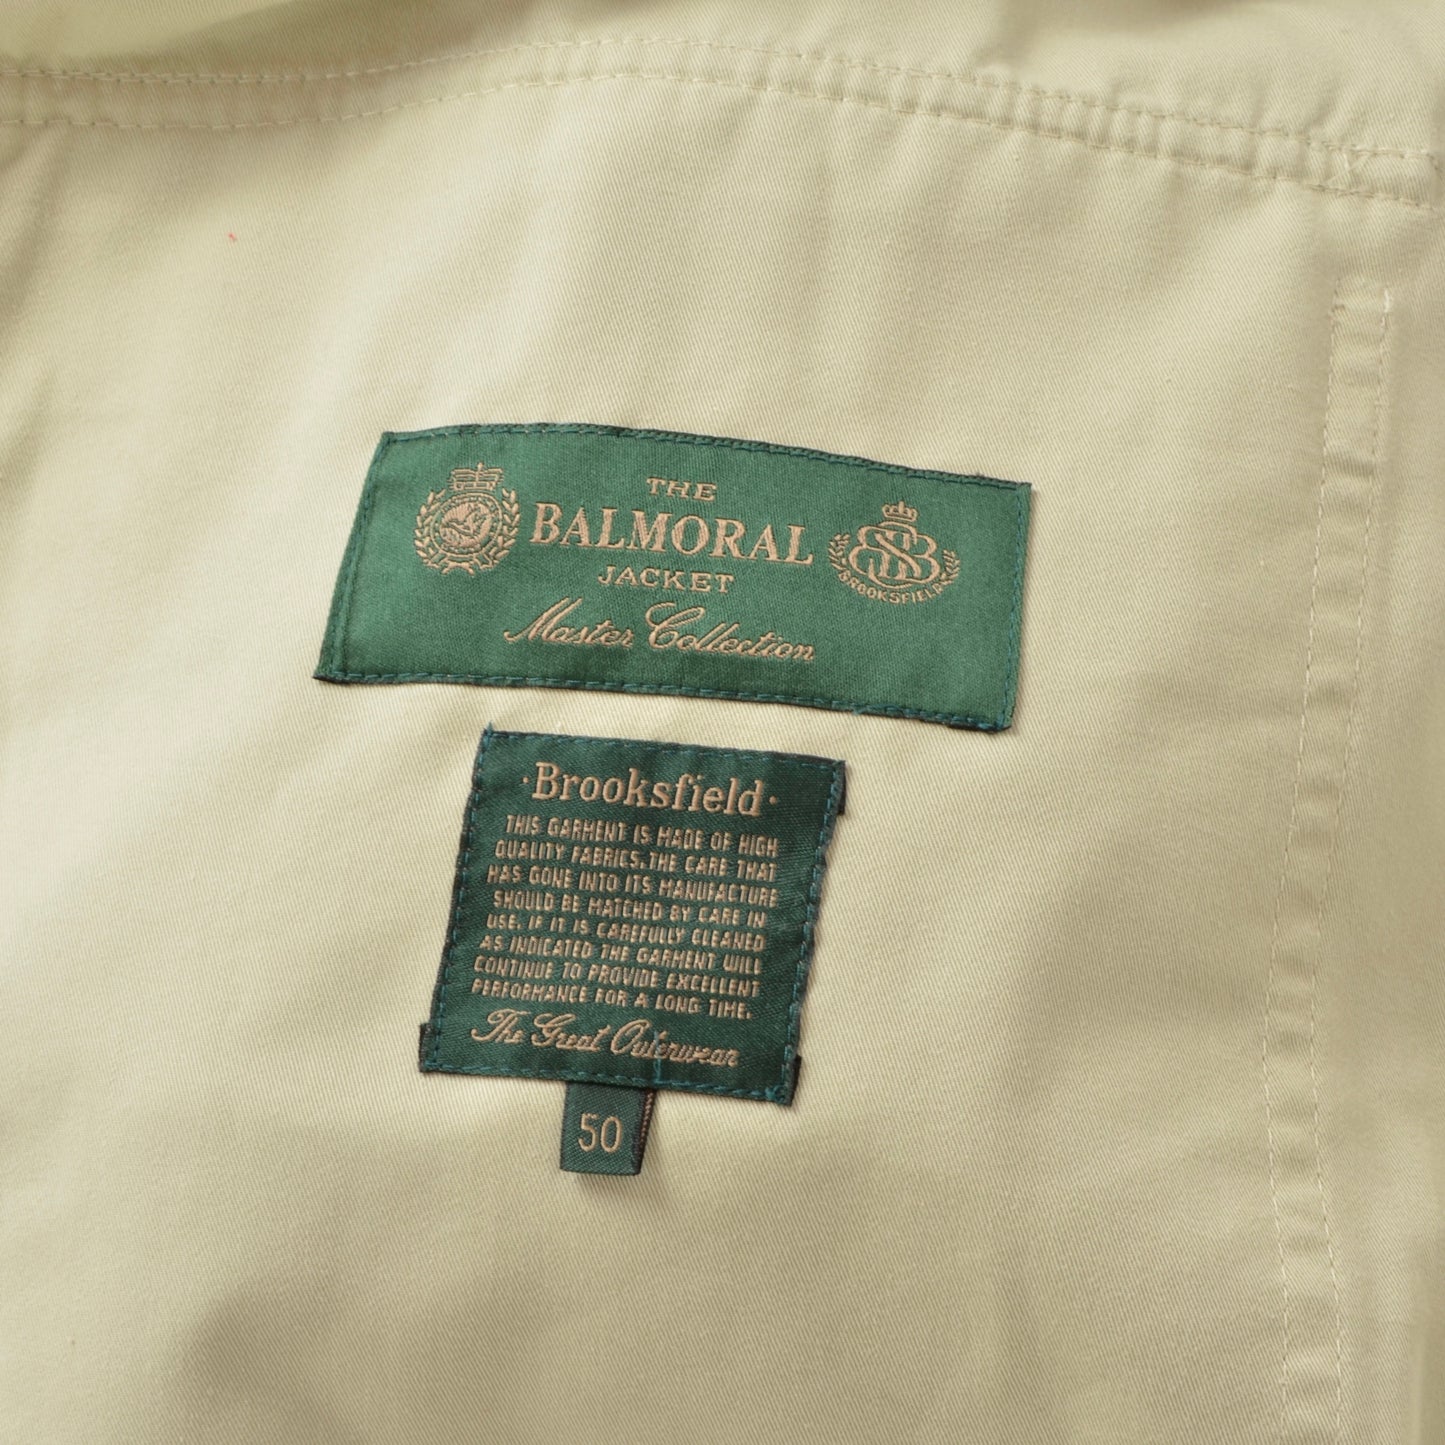 THE
BALMORAL
JACKET
Master Collection
BSB
BROOKSFIELD
·Brooksfield·
THIS GARMENT IS MADE OF HIGH
QUALITY FABRICS. THE CARE THAT
HAS GONE INTO ITS MANUFACTURE
SHOULD BE MATCHED BY CARE IN
USE. IF IT IS CAREFULLY CLEANED
AS INDICATED THE GARMENT WILL
CONTINUE TO PROVIDE EXCELLENT
PERFORMANCE FOR A LONG TIME.
The Great Outerwear
50